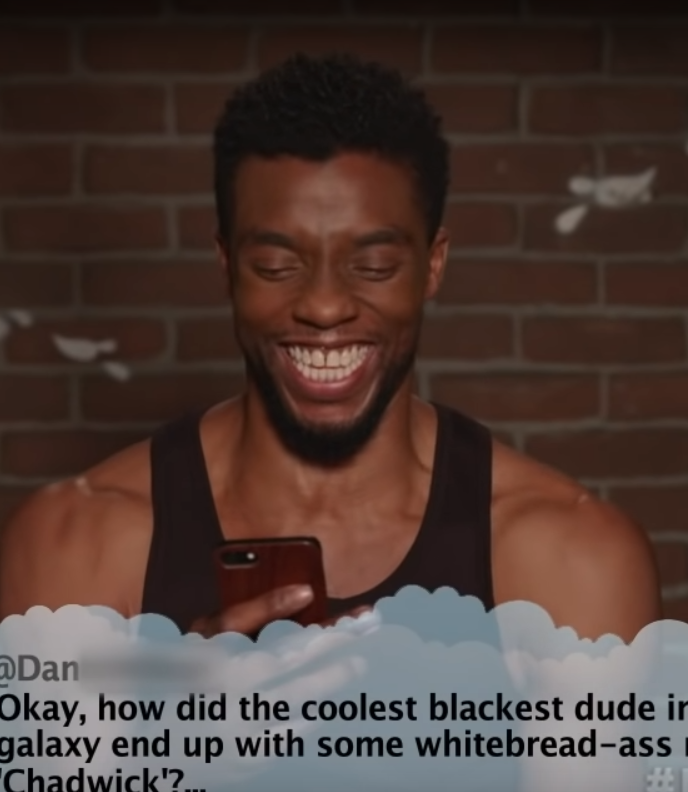 @Dan
Okay, how did the coolest blackest dude in
galaxy end up with some whitebread-ass
'Chadwick'?...
#